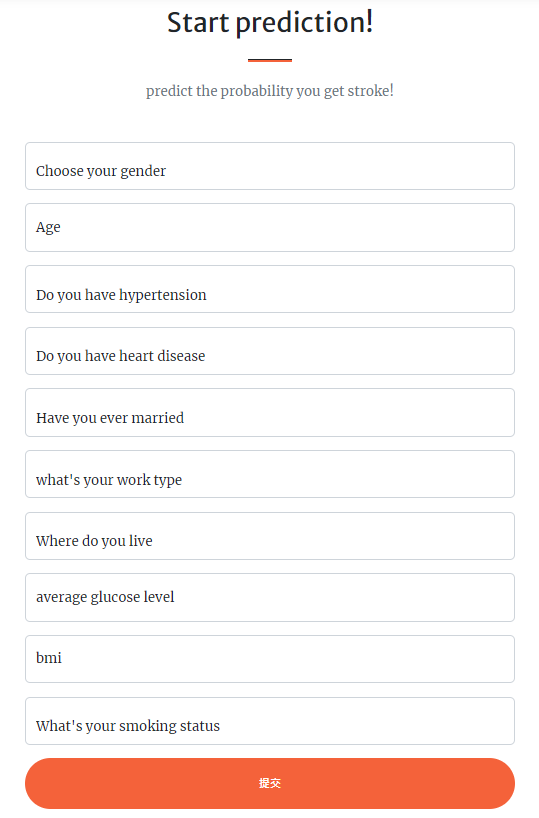 Start prediction!
predict the probability you get stroke!
Choose your gender
Age
Do you have hypertension
Do you have heart disease
Have you ever married
what's your work type
Where do you live
average glucose level
bmi
What's your smoking status
提交